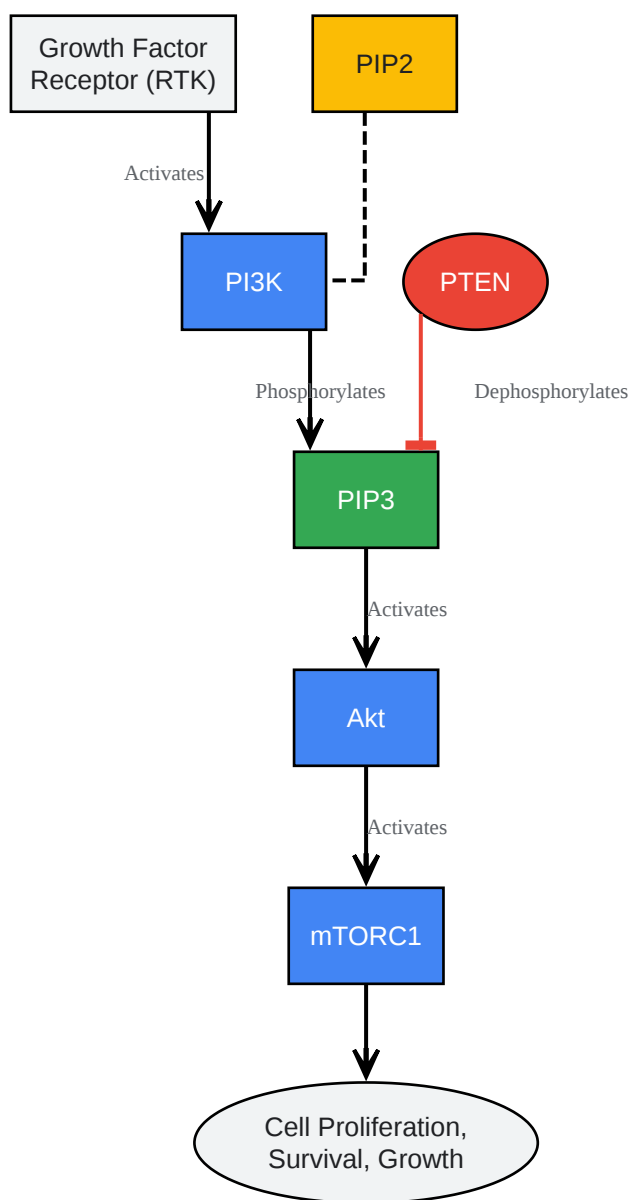 Growth Factor
Receptor (RTK)
PIP2
Activates
PI3K
PTEN
Phosphorylates
Dephosphorylates
PIP3
Activates
Akt
Activates
mTORC1
Cell Proliferation,
Survival, Growth